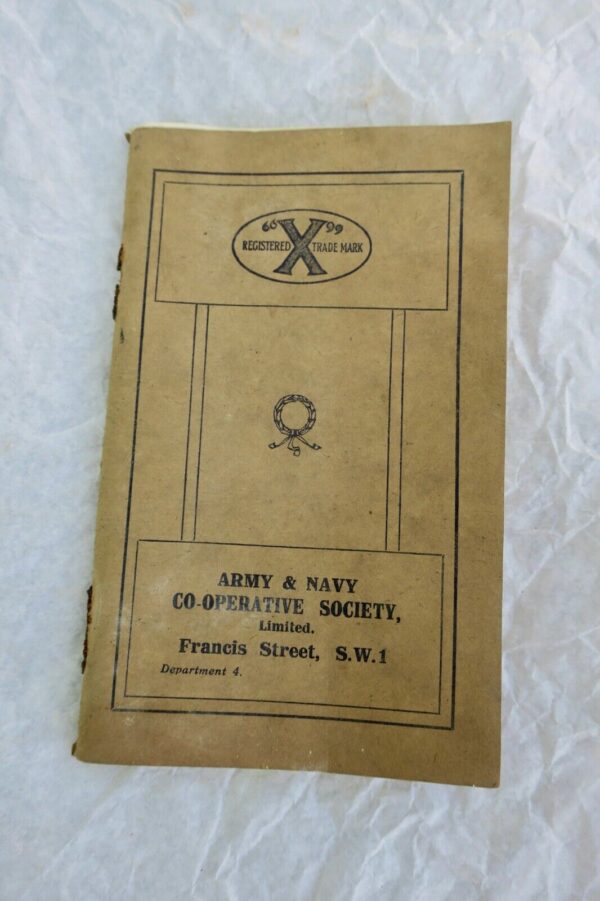 "X"
REGISTERED TRADE MARK
ARMY & NAVY
CO-OPERATIVE SOCIETY,
Limited.
Francis Street, S.W.1
Department 4.